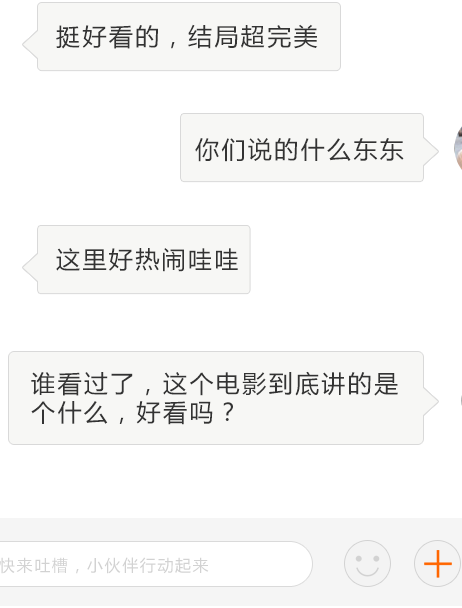 挺好看的，结局超完美
你们说的什么东东
这里好热闹哇哇
谁看过了，这个电影到底讲的是
个什么，好看吗？
快来吐槽，小伙伴行动起来